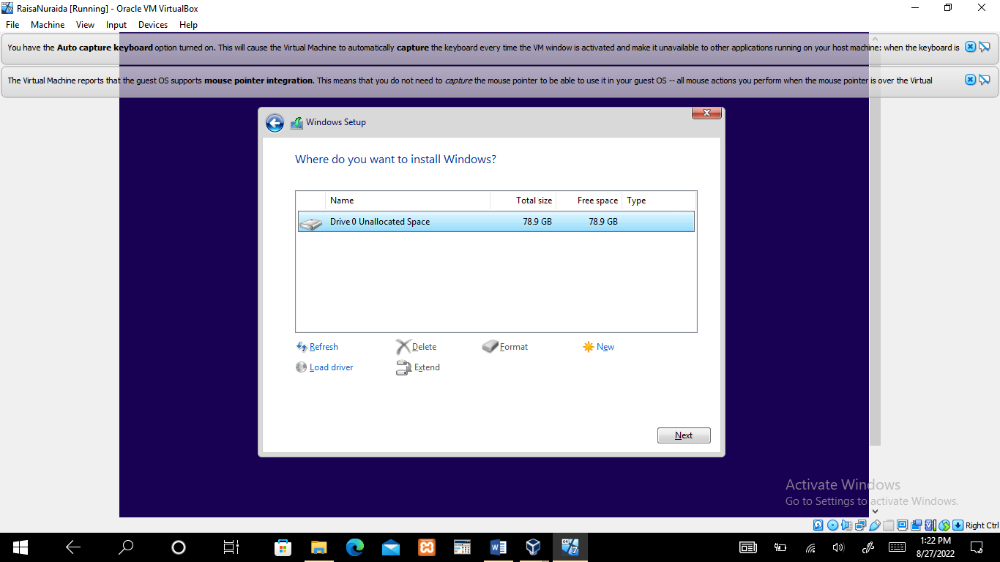 RaisaNuraida [Running] - Oracle VM VirtualBox
File Machine View Input Devices Help
You have the Auto capture keyboard option turned on. This will cause the Virtual Machine to automatically capture the keyboard every time the VM window is activated and make it unavailable to other applications running on your host machine: when the keyboard is
The Virtual Machine reports that the guest OS supports mouse pointer integration. This means that you do not need to capture the mouse pointer to be able to use it in your guest OS -- all mouse actions you perform when the mouse pointer is over the Virtual
Windows Setup
Where do you want to install Windows?
Name Total size Free space Type
Drive 0 Unallocated Space 78.9 GB 78.9 GB
Refresh Delete Format New
Load driver Extend
Next
Activate Windows
Go to Settings to activate Windows.
Right Ctrl
1:22 PM
8/27/2022